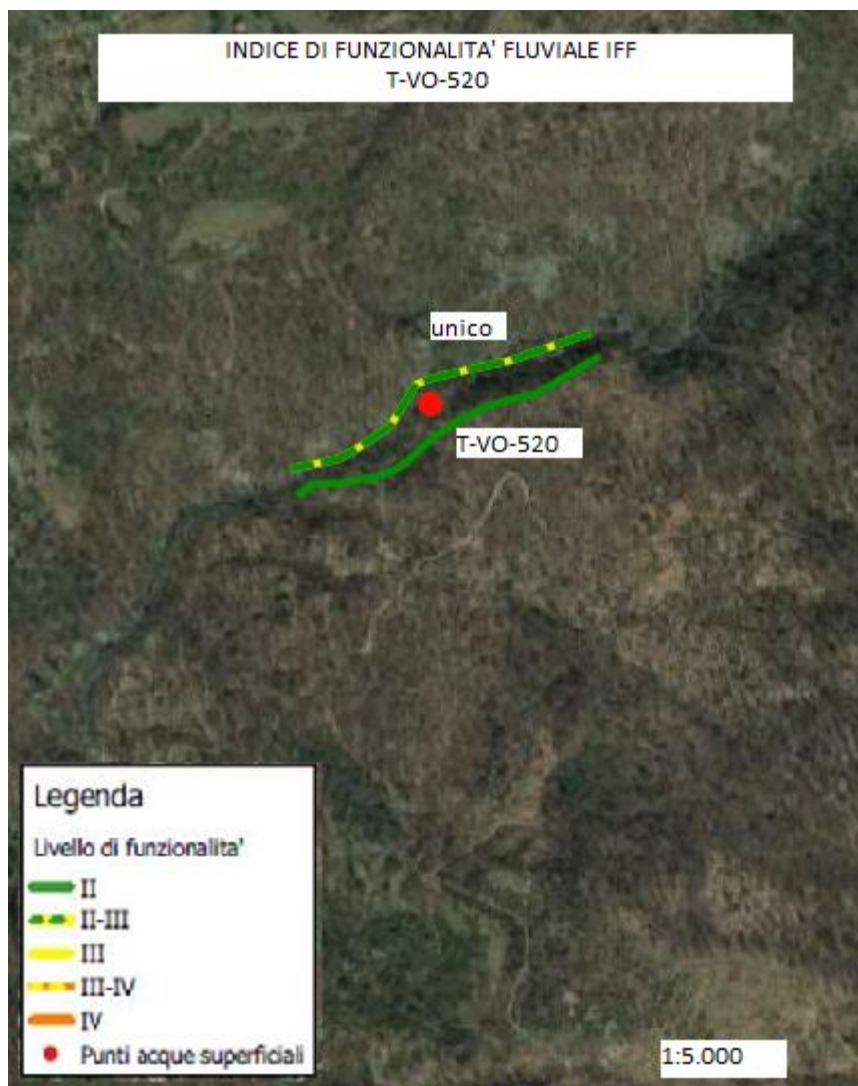 INDICE DI FUNZIONALITA' FLUVIALE IFF
T-VO-520
unico
T-VO-520
Legenda
Livello di funzionalita'
II
II-III
III
III-IV
IV
Punti acque superficiali
1:5.000